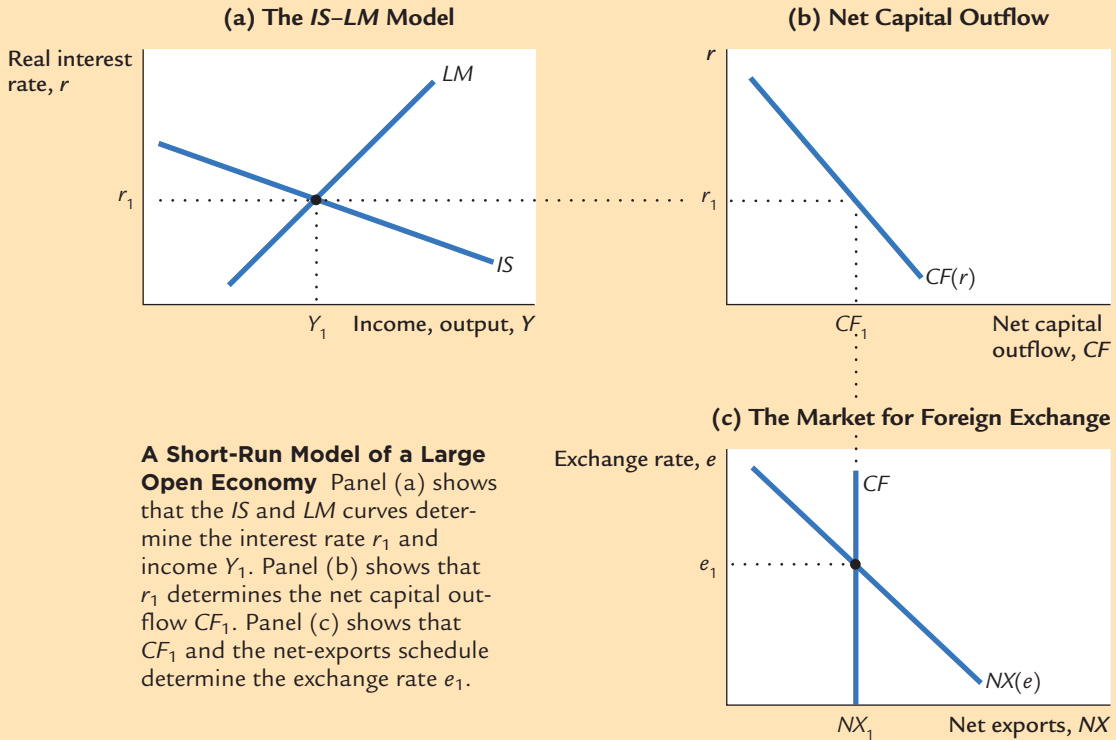 (a) The IS–LM Model
Real interest
rate, r
LM
r₁
IS
Y₁
Income, output, Y
(b) Net Capital Outflow
r
r₁
CF(r)
CF₁
Net capital
outflow, CF
A Short-Run Model of a Large
Open Economy Panel (a) shows
that the IS and LM curves deter-
mine the interest rate r₁ and
income Y₁. Panel (b) shows that
r₁ determines the net capital out-
flow CF₁. Panel (c) shows that
CF₁ and the net-exports schedule
determine the exchange rate e₁.
(c) The Market for Foreign Exchange
Exchange rate, e
CF
e₁
NX(e)
NX₁
Net exports, NX